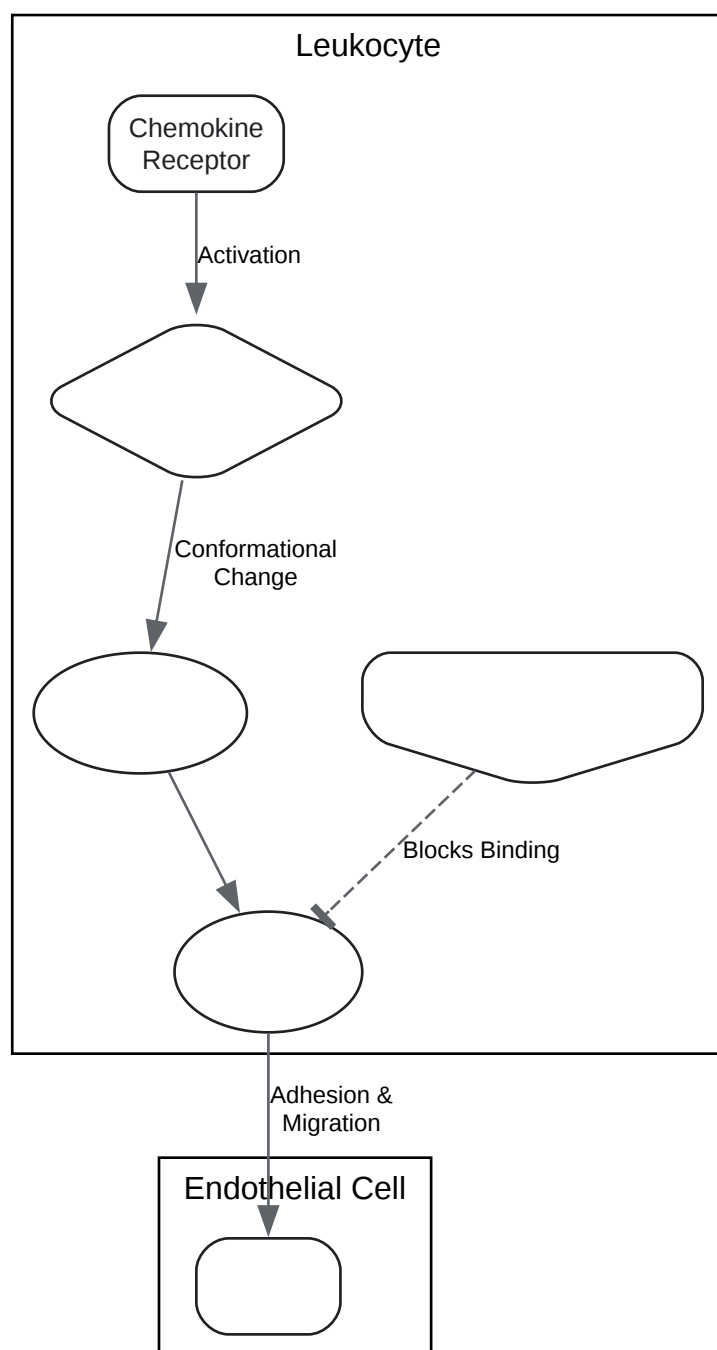 Leukocyte
Chemokine
Receptor
Activation
Conformational
Change
Blocks Binding
Adhesion &
Migration
Endothelial Cell